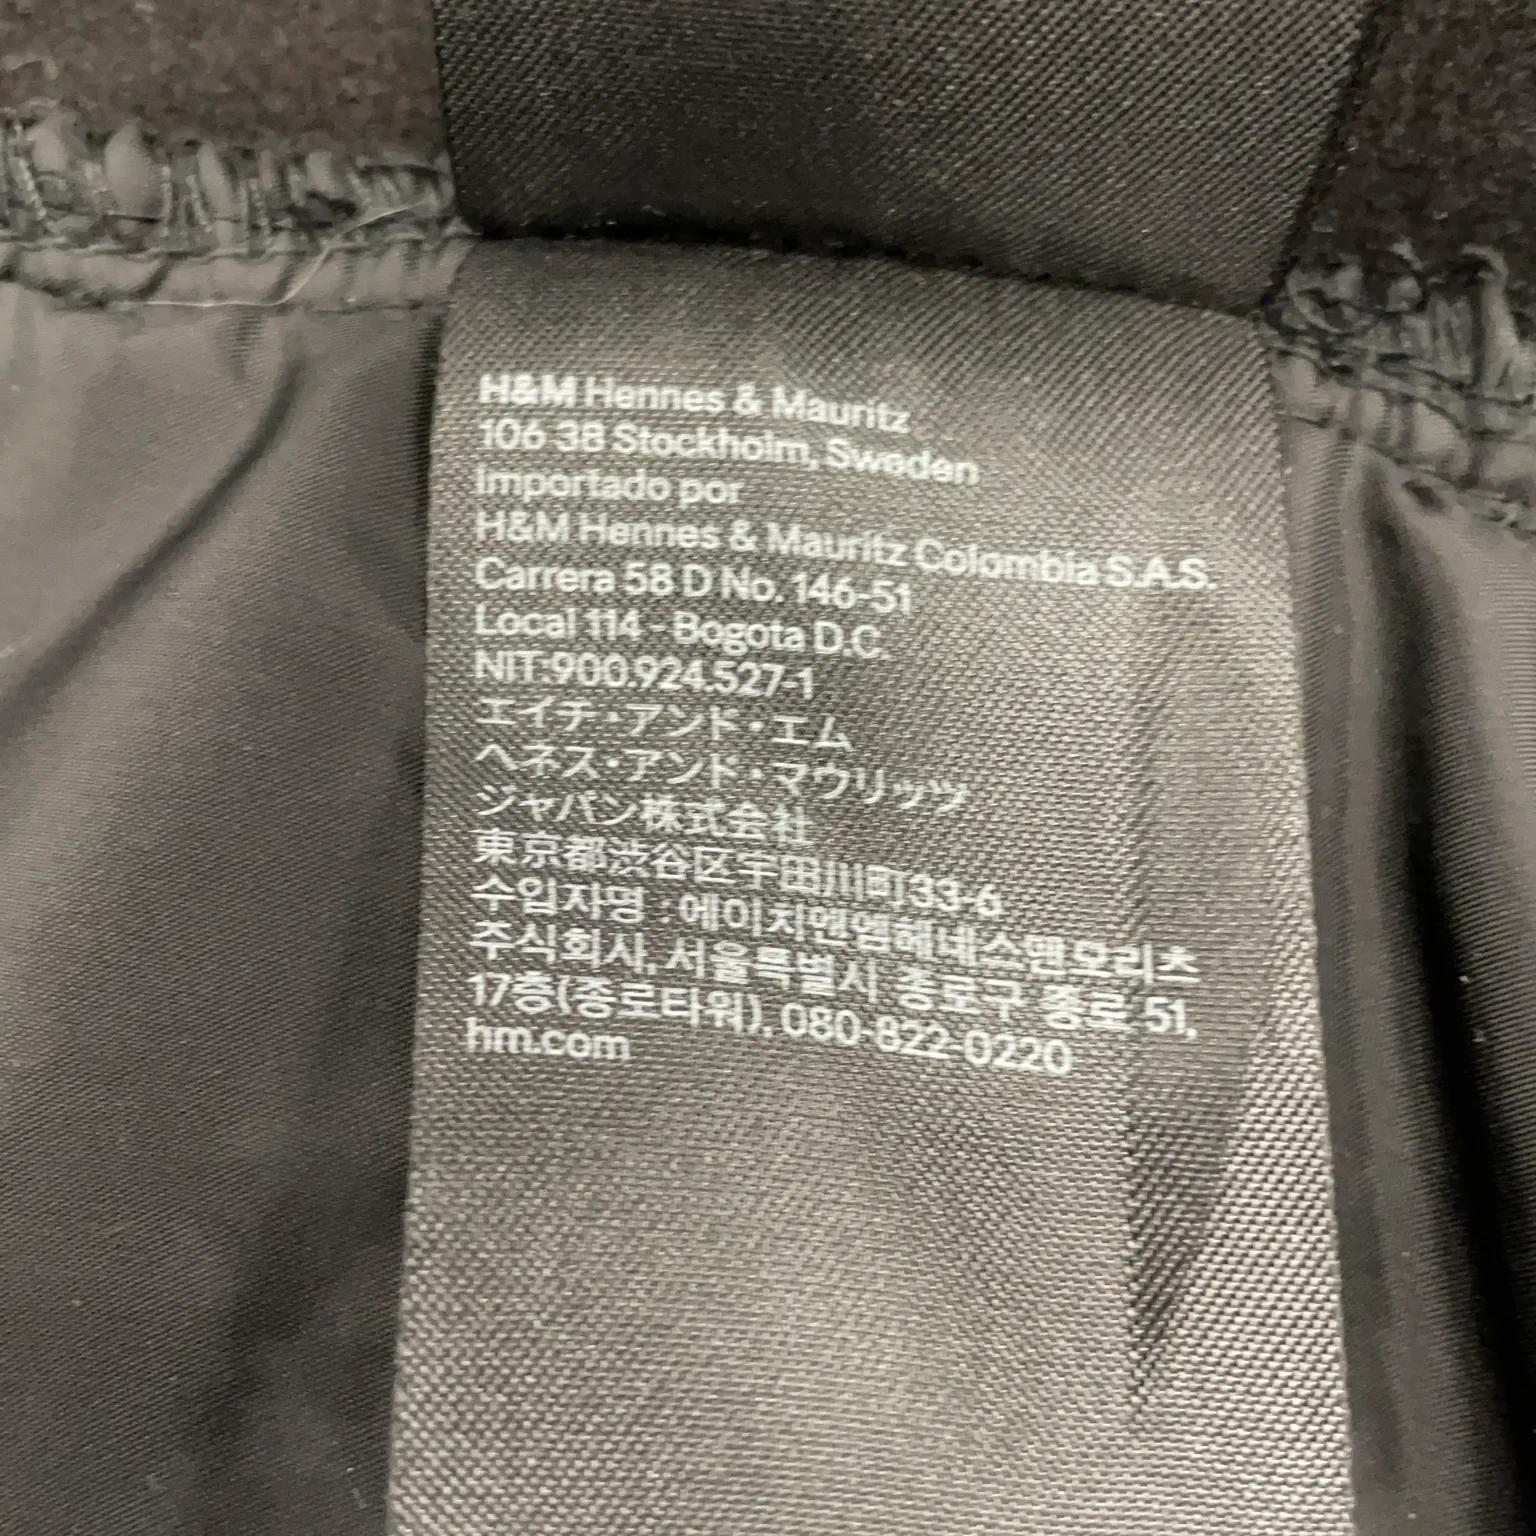 H&M Hennes & Mauritz
106 38 Stockholm, Sweden
Importado por
H&M Hennes & Mauritz Colombia S.A.S.
Carrera 58 D No. 146-51
Local 114 - Bogota D.C.
NIT:900.924.527-1
エイチ・アンド・エム
ヘネス・アンド・マウリッツ
ジャパン株式会社
東京都渋谷区宇田川町33-6
수입자명 : 에이치앤엠헤네스앤모리츠
주식회사, 서울특별시 종로구 종로 51,
17층(종로타워), 080-822-0220
hm.com